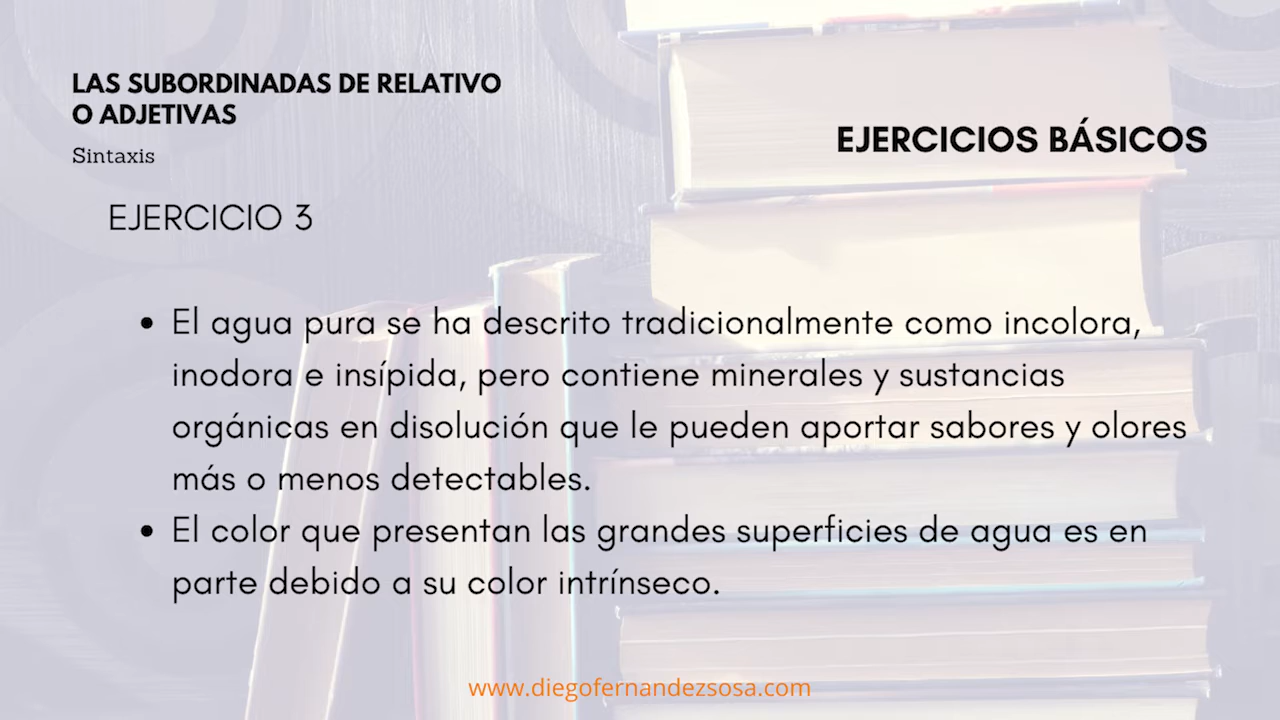 LAS SUBORDINADAS DE RELATIVO
O ADJETIVAS
Sintaxis
EJERCICIOS BÁSICOS
EJERCICIO 3
• El agua pura se ha descrito tradicionalmente como incolora,
inodora e insípida, pero contiene minerales y sustancias
orgánicas en disolución que le pueden aportar sabores y olores
más o menos detectables.
• El color que presentan las grandes superficies de agua es en
parte debido a su color intrínseco.
www.diegofernandezsosa.com